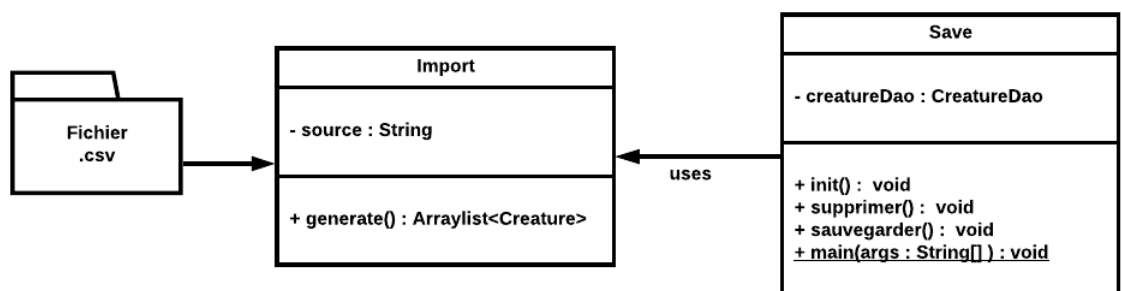 Fichier
.csv
Import
- source : String
+ generate() : Arraylist<Creature>
uses
Save
- creatureDao : CreatureDao
+ init() : void
+ supprimer() : void
+ sauvegarder() : void
+ main(args : String[] ) : void